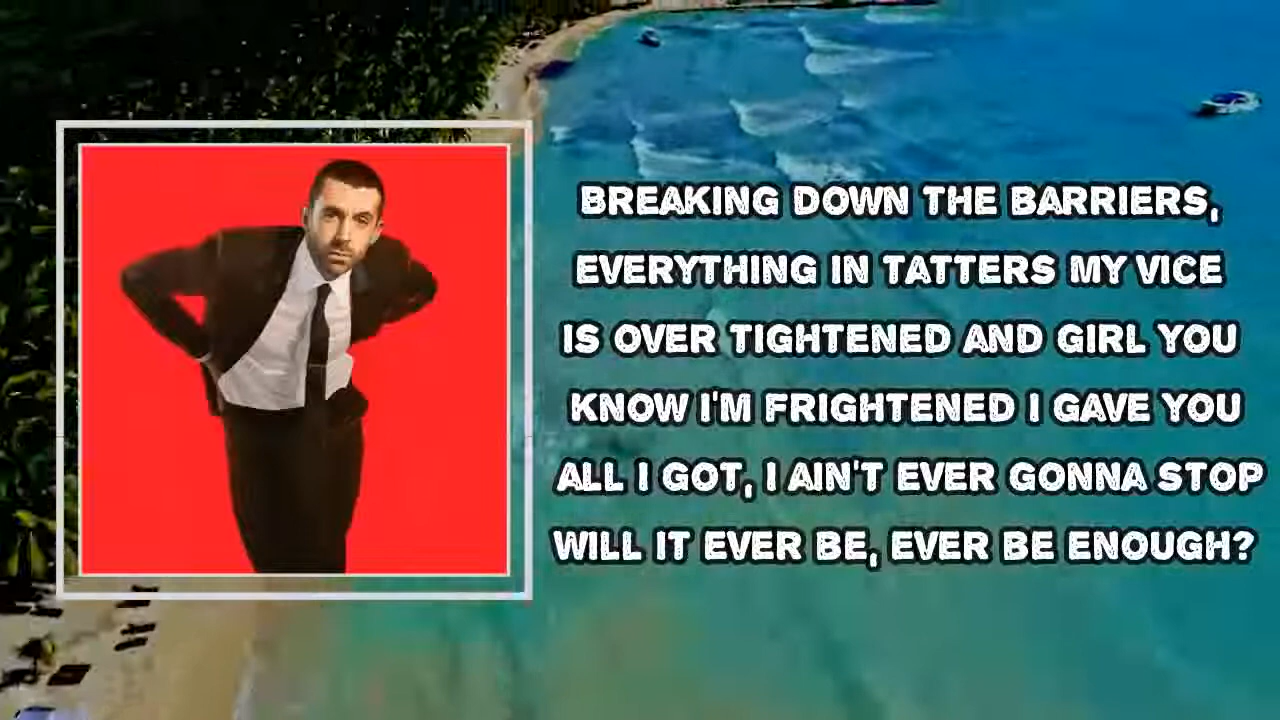 BREAKING DOWN THE BARRIERS,
EVERYTHING IN TATTERS MY VICE
IS OVER TIGHTENED AND GIRL YOU
KNOW I'M FRIGHTENED I GAVE YOU
ALL I GOT, I AIN'T EVER GONNA STOP
WILL IT EVER BE, EVER BE ENOUGH?